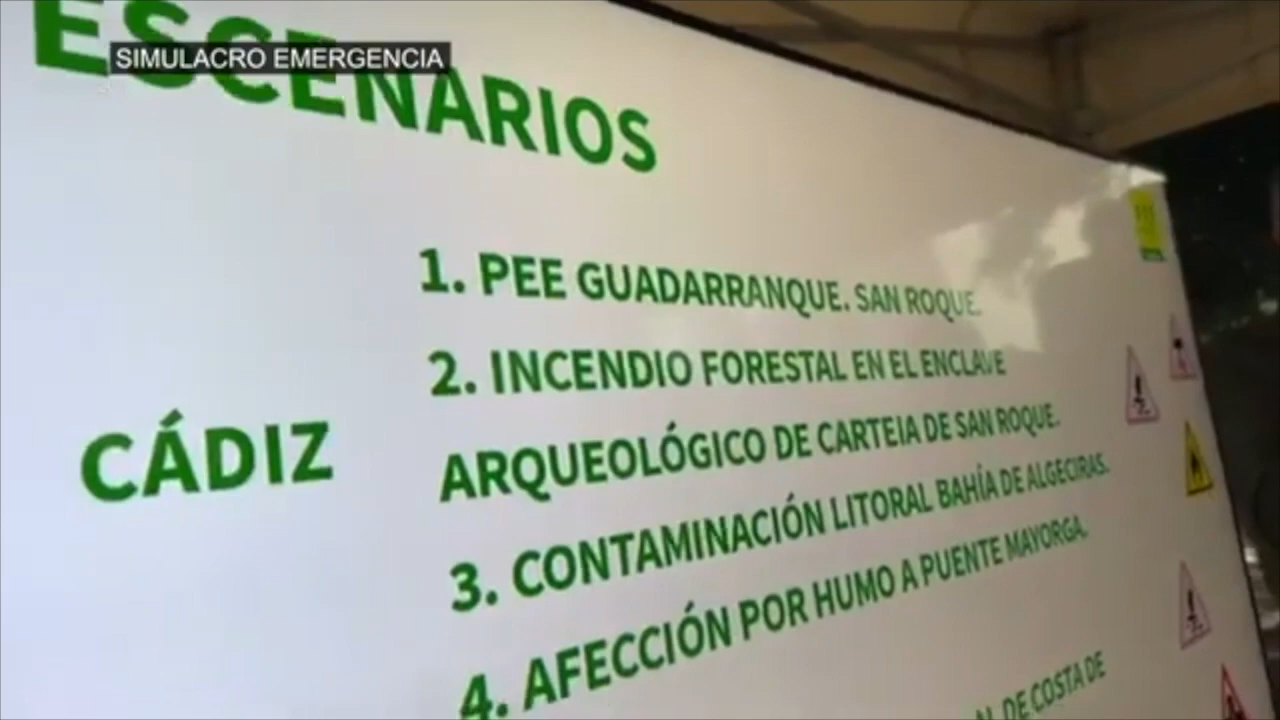 ESCENARIOS
SIMULACRO EMERGENCIA
1. PEE GUADARRANQUE. SAN ROQUE.
2. INCENDIO FORESTAL EN EL ENCLAVE
ARQUEOLÓGICO DE CARTEIA DE SAN ROQUE.
CÁDIZ
3. CONTAMINACIÓN LITORAL BAHÍA DE ALGECIRAS.
4. AFECCIÓN POR HUMO A PUENTE MAYORGA.
DE COSTA DE